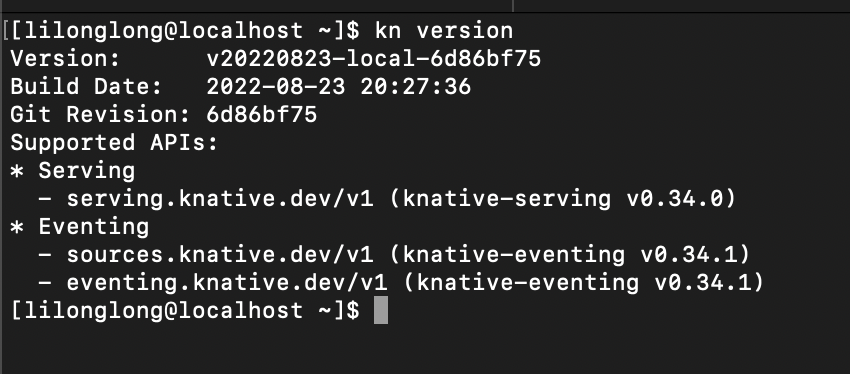 [[lilonglong@localhost ~]$ kn version
Version:      v20220823-local-6d86bf75
Build Date:   2022-08-23 20:27:36
Git Revision: 6d86bf75
Supported APIs:
* Serving
  - serving.knative.dev/v1 (knative-serving v0.34.0)
* Eventing
  - sources.knative.dev/v1 (knative-eventing v0.34.1)
  - eventing.knative.dev/v1 (knative-eventing v0.34.1)
[lilonglong@localhost ~]$